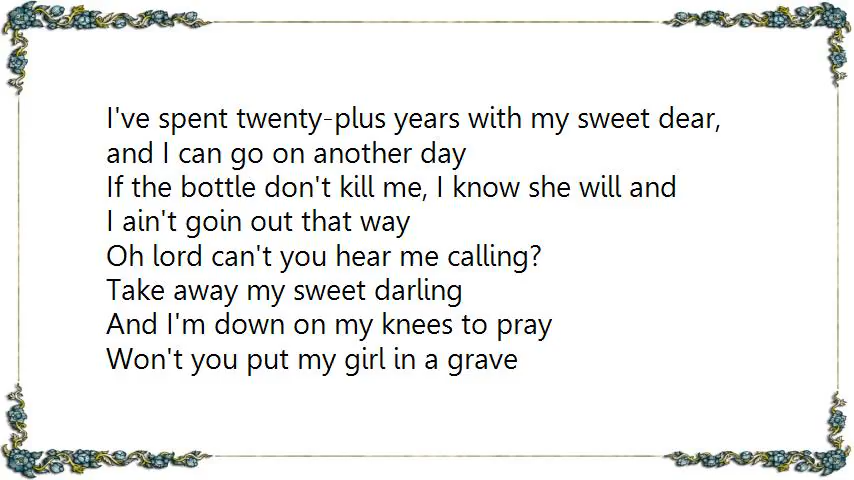 I've spent twenty-plus years with my sweet dear,
and I can go on another day
If the bottle don't kill me, I know she will and
I ain't goin out that way
Oh lord can't you hear me calling?
Take away my sweet darling
And I'm down on my knees to pray
Won't you put my girl in a grave